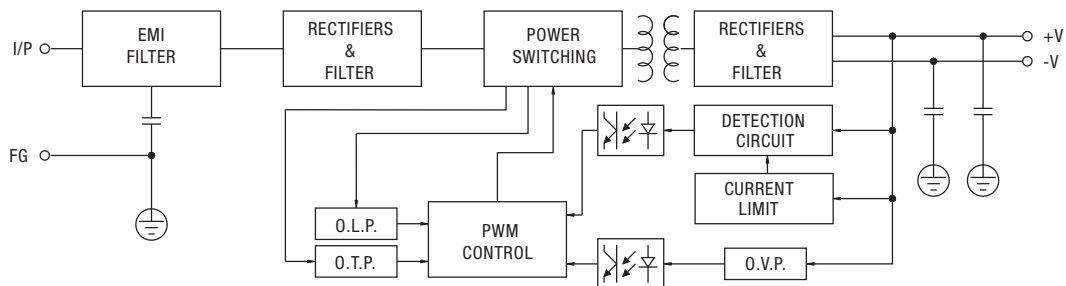 I/P
EMI
FILTER
RECTIFIERS
&
FILTER
POWER
SWITCHING
RECTIFIERS
&
FILTER
+V
-V
FG
DETECTION
CIRCUIT
CURRENT
LIMIT
O.L.P.
O.T.P.
PWM
CONTROL
O.V.P.